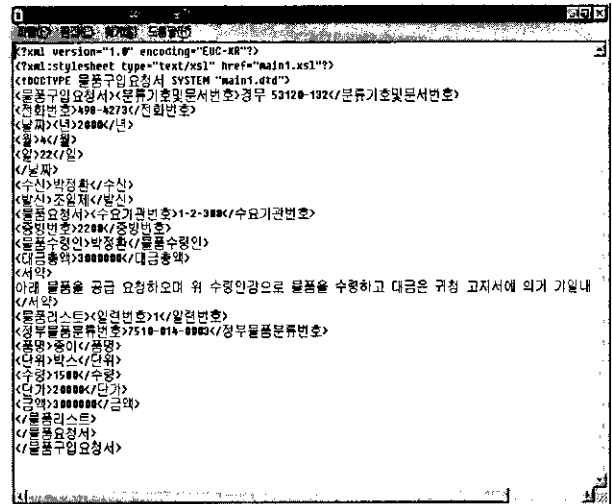 <?xml version="1.0" encoding="EUC-KR"?>
<?xml:stylesheet type="text/xsl" href="main1.xsl"?>
<!DOCTYPE 물품구입요청서 SYSTEM "main1.dtd">
<물품구입요청서><분류기호및문서번호>경무 53120-132</분류기호및문서번호>
<전화번호>490-4273</전화번호>
<날짜><년>2000</년>
<월>4</월>
<일>22</일>
</날짜>
<수신>박정환</수신>
<발신>조일제</발신>
<물품요청서><수요기관번호>1-2-300</수요기관번호>
<증빙번호>2200</증빙번호>
<물품수령인>박정환</물품수령인>
<대금총액>3000000</대금총액>
<서약>
아래 물품을 공급 요청하오며 위 수령인감으로 물품을 수령하고 대금은 귀청 고지서에 의거 기일내
</서약>
<물품리스트><일련번호>1</일련번호>
<정부물품분류번호>7510-014-0003</정부물품분류번호>
<품명>종이</품명>
<단위>박스</단위>
<수량>1500</수량>
<단가>20000</단가>
<금액>3000000</금액>
</물품리스트>
</물품요청서>
</물품구입요청서>